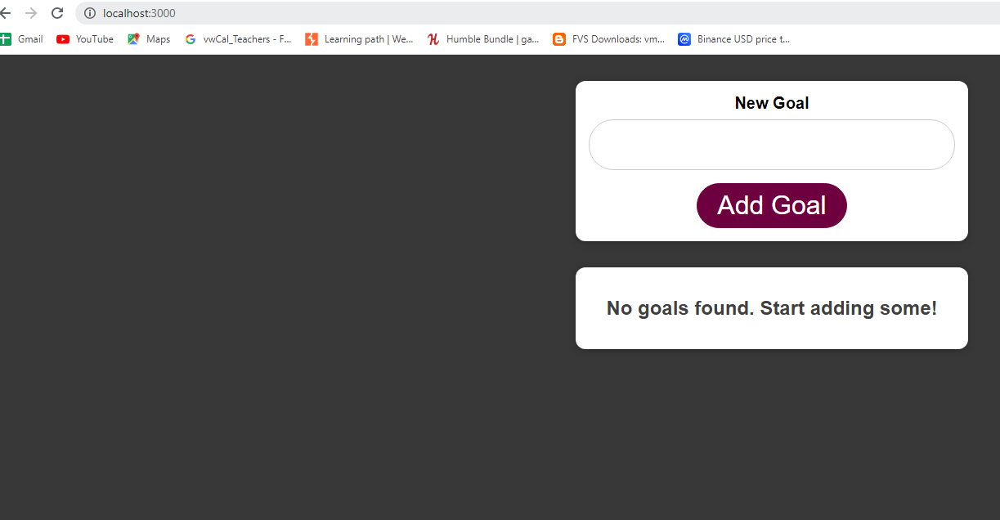 localhost:3000
Gmail YouTube Maps vwCal_Teachers - F... Learning path | We... Humble Bundle | ga... FVS Downloads: vm... Binance USD price t...
New Goal
Add Goal
No goals found. Start adding some!